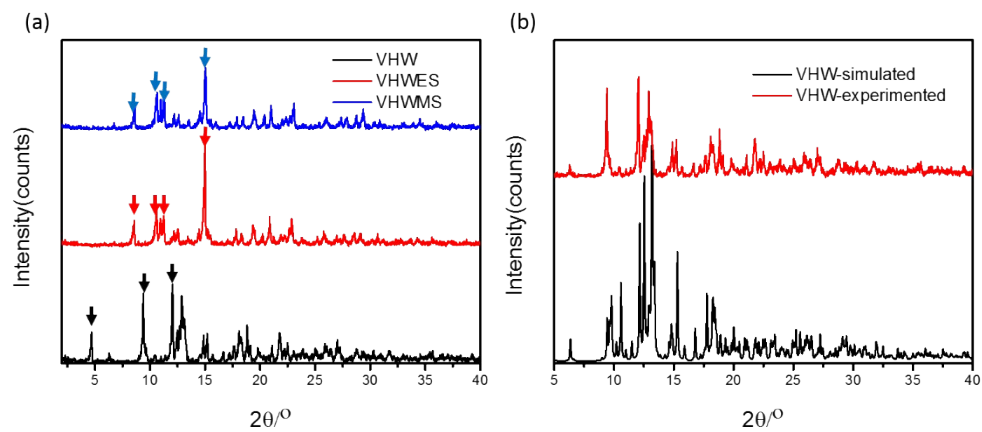 (a)
VHW
VHWES
VHWMS
Intensity(counts)
5 10 15 20 25 30 35 40
2θ/°
(b)
VHW-simulated
VHW-experimented
Intensity(counts)
5 10 15 20 25 30 35 40
2θ/°